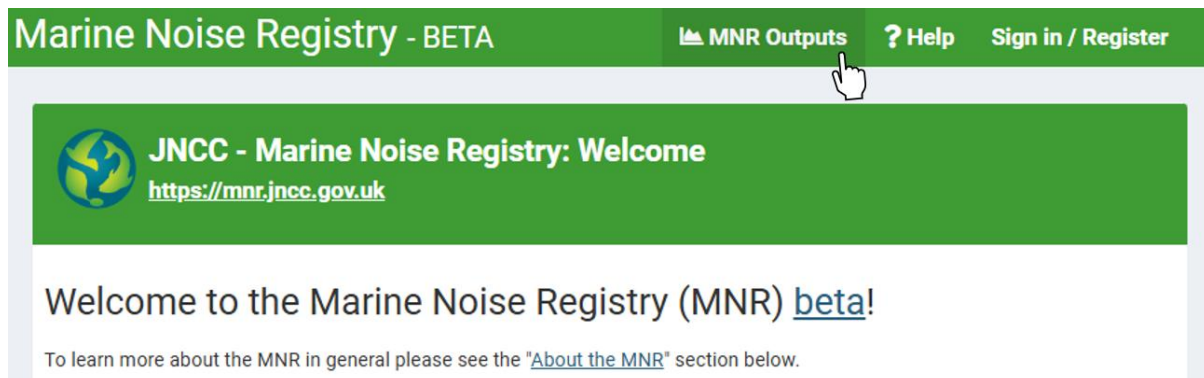 Marine Noise Registry - BETA MNR Outputs ? Help Sign in / Register
JNCC - Marine Noise Registry: Welcome
https://mnr.jncc.gov.uk
Welcome to the Marine Noise Registry (MNR) beta!
To learn more about the MNR in general please see the "About the MNR" section below.